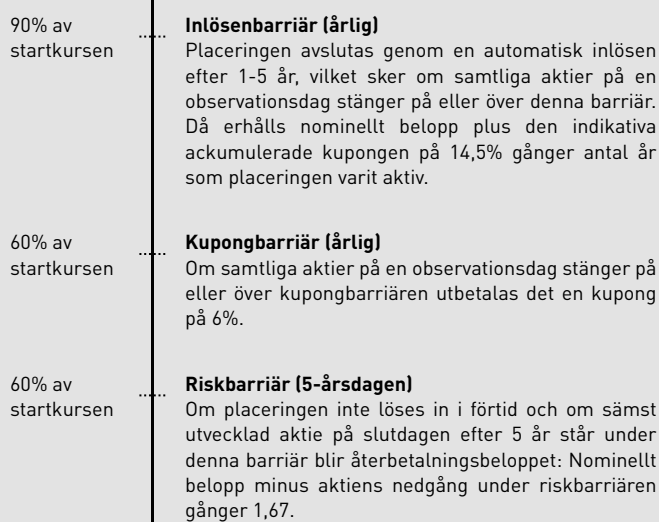 90% av
startkursen
Inlösenbarriär (årlig)
Placeringen avslutas genom en automatisk inlösen
efter 1-5 år, vilket sker om samtliga aktier på en
observationsdag stänger på eller över denna barriär.
Då erhålls nominellt belopp plus den indikativa
ackumulerade kupongen på 14,5% gånger antal år
som placeringen varit aktiv.
60% av
startkursen
Kupongbarriär (årlig)
Om samtliga aktier på en observationsdag stänger på
eller över kupongbarriären utbetalas det en kupong
på 6%.
60% av
startkursen
Riskbarriär (5-årsdagen)
Om placeringen inte löses in i förtid och om sämst
utvecklad aktie på slutdagen efter 5 år står under
denna barriär blir återbetalningsbeloppet: Nominellt
belopp minus aktiens nedgång under riskbarriären
gånger 1,67.